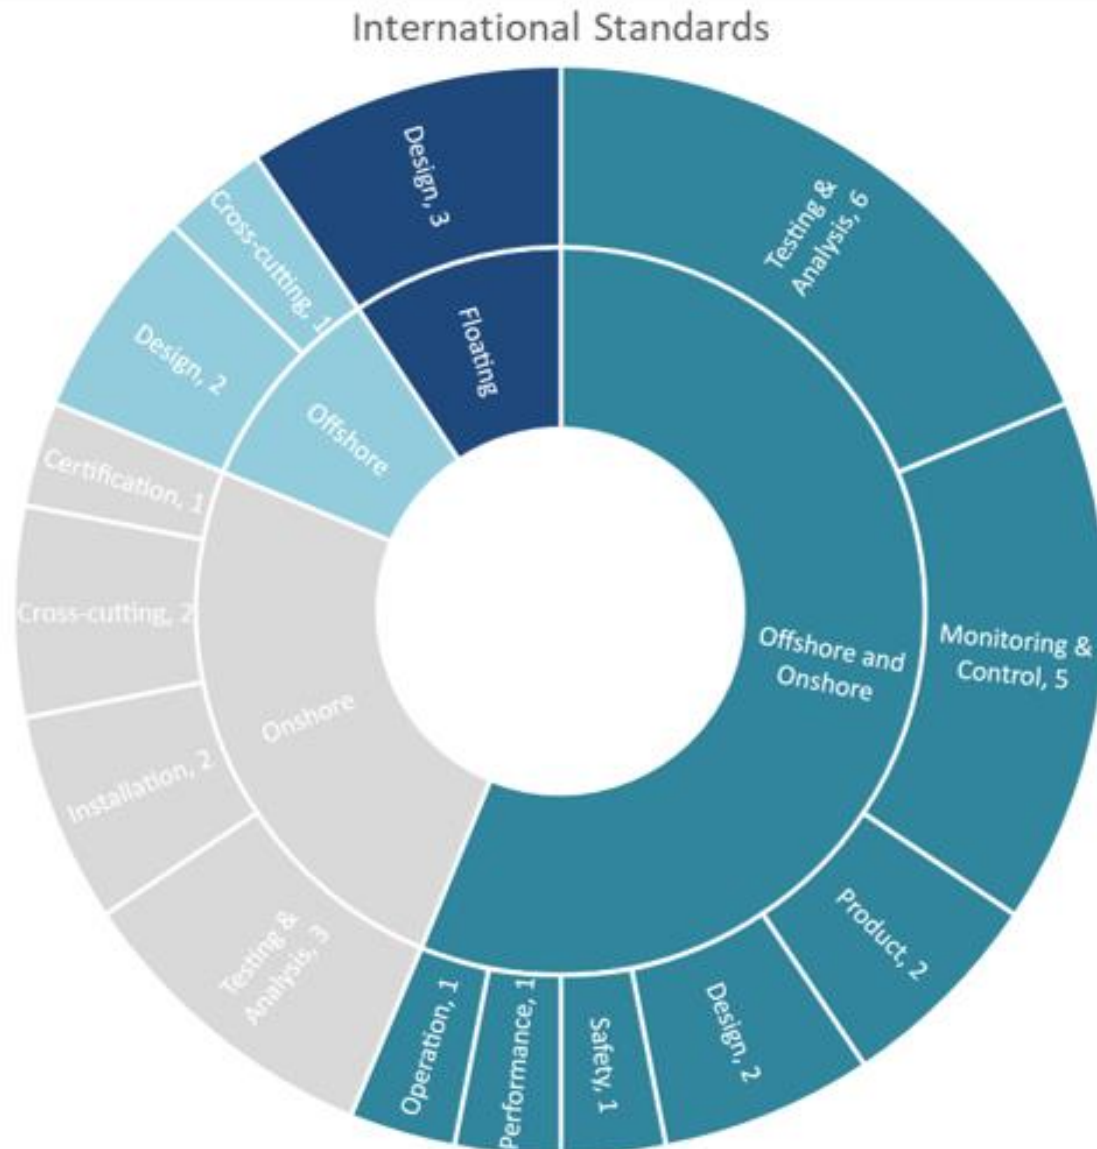 International Standards
Testing &
Analysis, 6
Monitoring &
Control, 5
Product, 2
Design, 2
Safety, 1
Performance, 1
Operation, 1
Testing &
Analysis, 3
Installation, 2
Cross-cutting, 2
Certification, 1
Design, 2
Cross-cutting, 1
Design, 3
Offshore and
Onshore
Onshore
Offshore
Floating